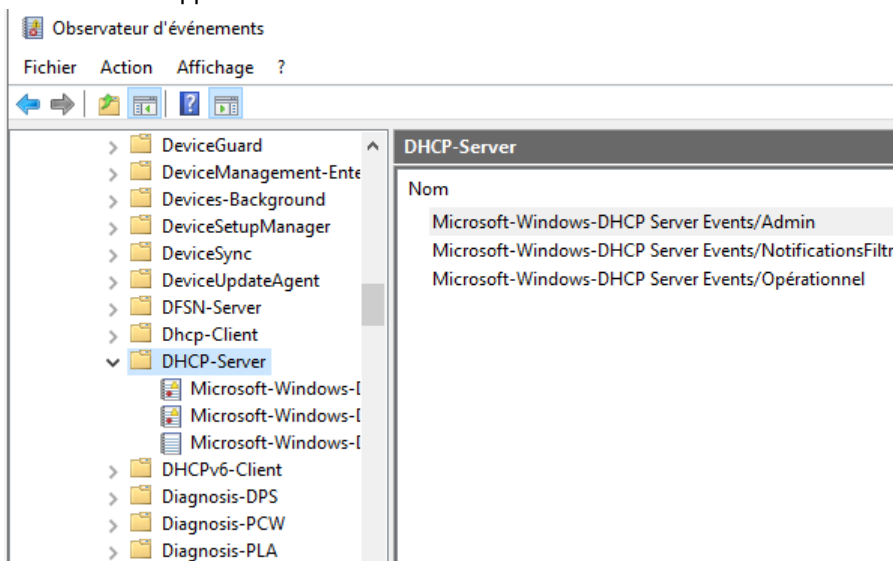 Observateur d'événements
Fichier Action Affichage ?
DeviceGuard
DeviceManagement-Ente
Devices-Background
DeviceSetupManager
DeviceSync
DeviceUpdateAgent
DFSN-Server
Dhcp-Client
DHCP-Server
Microsoft-Windows-D
Microsoft-Windows-D
Microsoft-Windows-D
DHCPv6-Client
Diagnosis-DPS
Diagnosis-PCW
Diagnosis-PLA
DHCP-Server
Nom
Microsoft-Windows-DHCP Server Events/Admin
Microsoft-Windows-DHCP Server Events/NotificationsFiltr
Microsoft-Windows-DHCP Server Events/Opérationnel